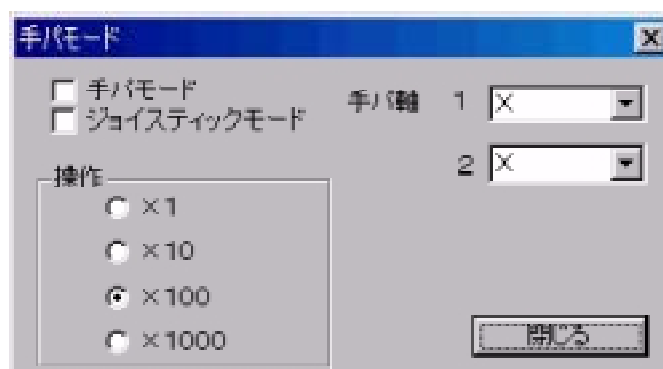 手パモード
手パモード
ジョイスティックモード
手パ軸 1 X
2 X
操作
×1
×10
×100
×1000
閉じる